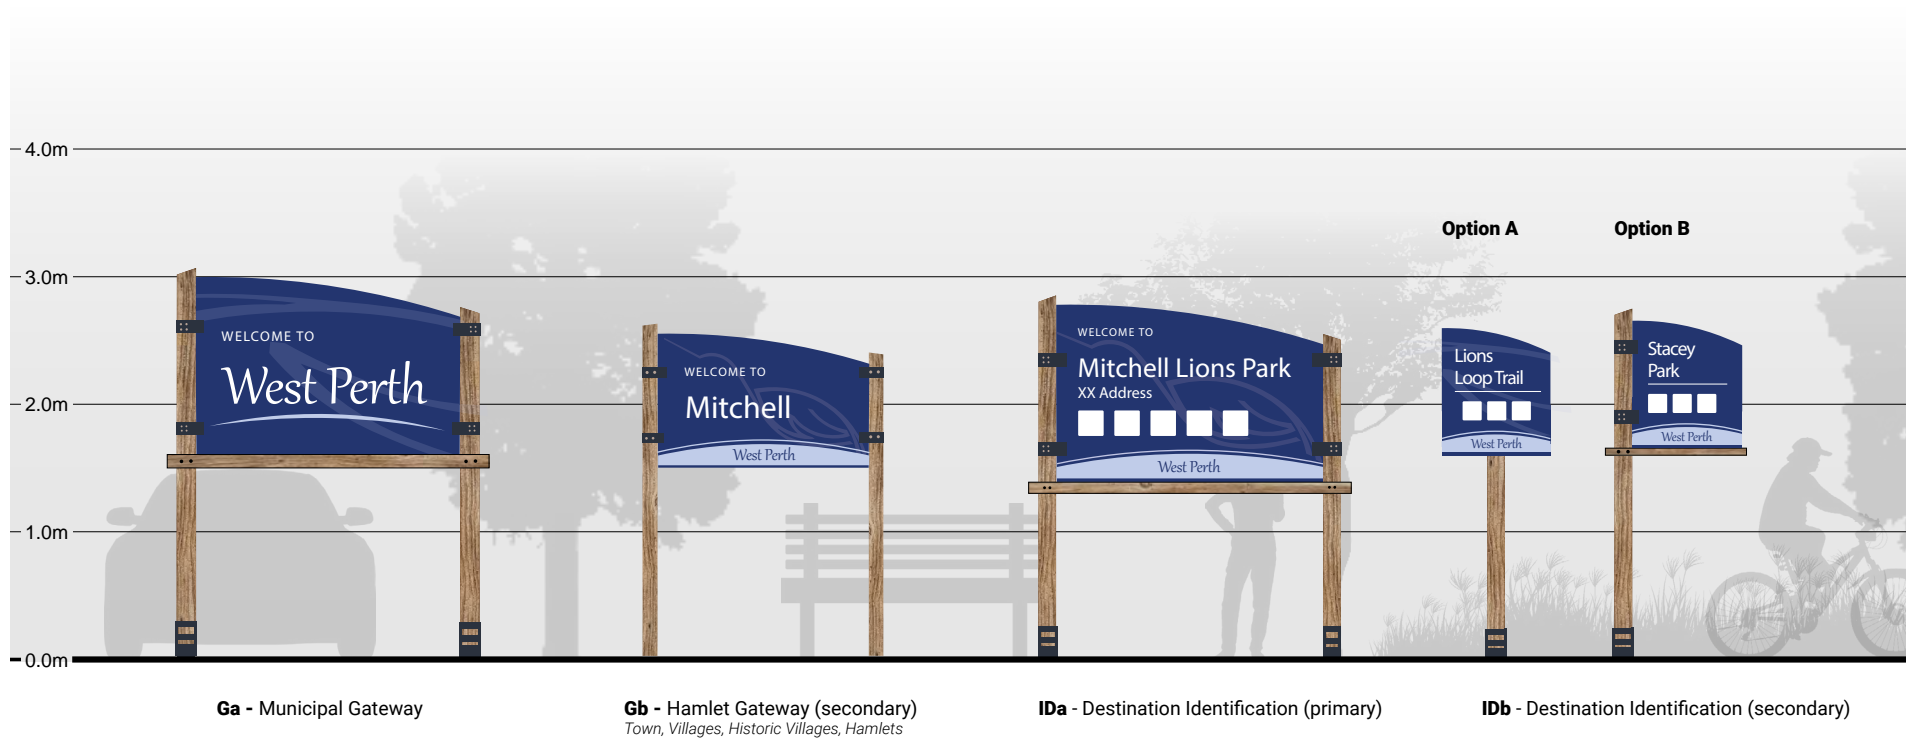 4.0m
Option A
Option B
3.0m
WELCOME TO
West Perth
WELCOME TO
Mitchell
West Perth
WELCOME TO
Mitchell Lions Park
XX Address
West Perth
Lions
Loop Trail
West Perth
Stacey
Park
West Perth
2.0m
1.0m
0.0m
Ga - Municipal Gateway
Gb - Hamlet Gateway (secondary)
Town, Villages, Historic Villages, Hamlets
IDa - Destination Identification (primary)
IDb - Destination Identification (secondary)